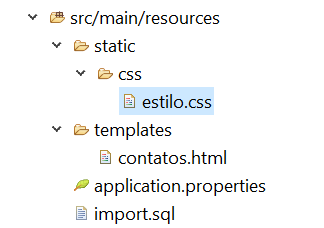 src/main/resources
static
css
estilo.css
templates
contatos.html
application.properties
import.sql